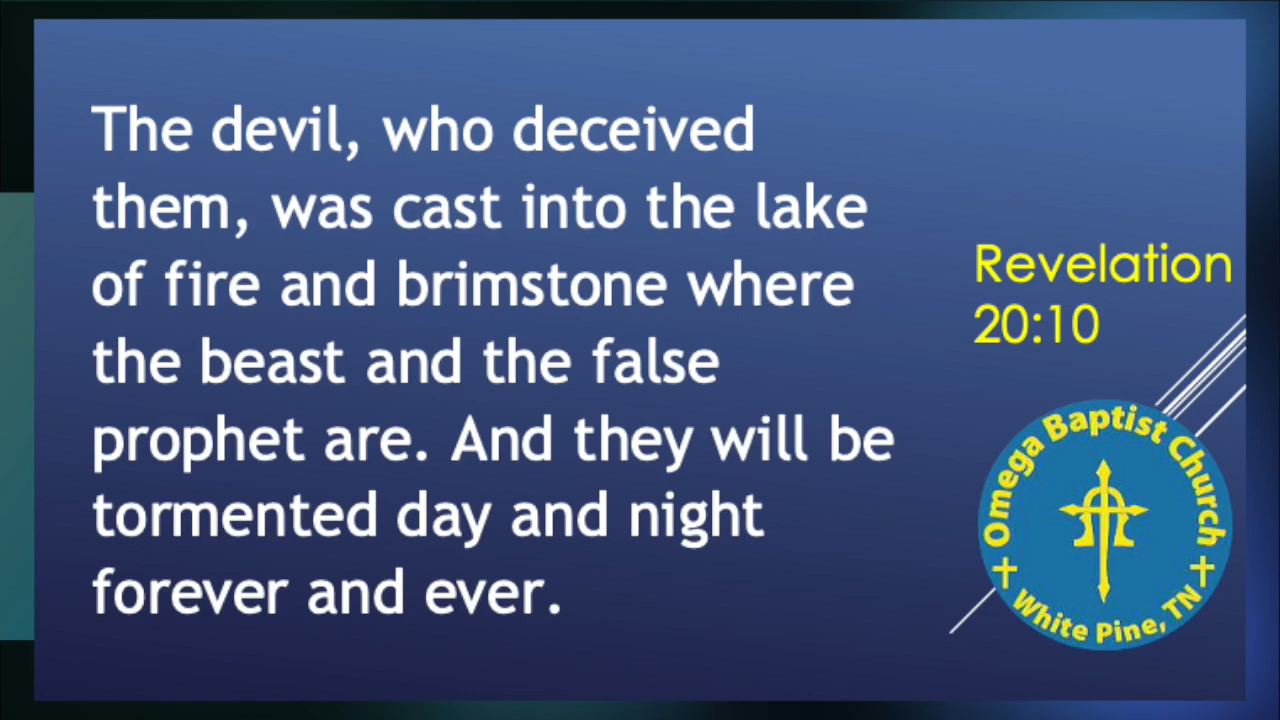 The devil, who deceived
them, was cast into the lake
of fire and brimstone where
the beast and the false
prophet are. And they will be
tormented day and night
forever and ever.
Revelation
20:10
Omega Baptist Church
White Pine, TN